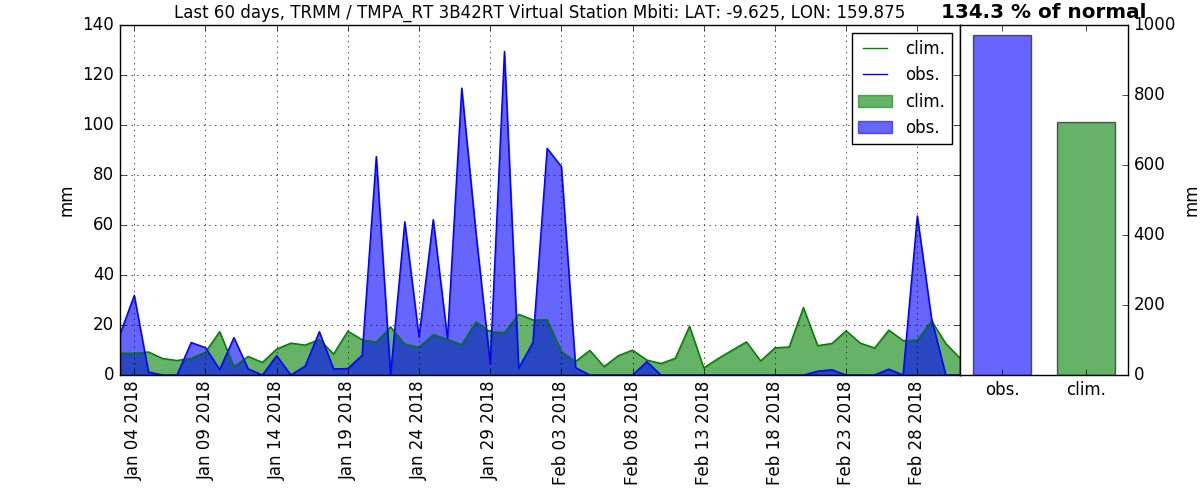 Last 60 days, TRMM / TMPA_RT 3B42RT Virtual Station Mbiti: LAT: -9.625, LON: 159.875
134.3 % of normal
140
120
100
80
60
40
20
0
mm
clim.
obs.
clim.
obs.
1000
800
600
400
200
0
mm
Jan 04 2018
Jan 09 2018
Jan 14 2018
Jan 19 2018
Jan 24 2018
Jan 29 2018
Feb 03 2018
Feb 08 2018
Feb 13 2018
Feb 18 2018
Feb 23 2018
Feb 28 2018
obs.
clim.